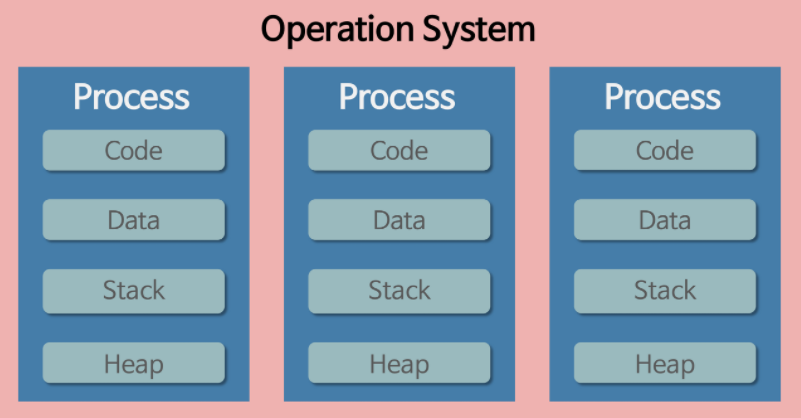 Operation System
Process
Code
Data
Stack
Heap
Process
Code
Data
Stack
Heap
Process
Code
Data
Stack
Heap